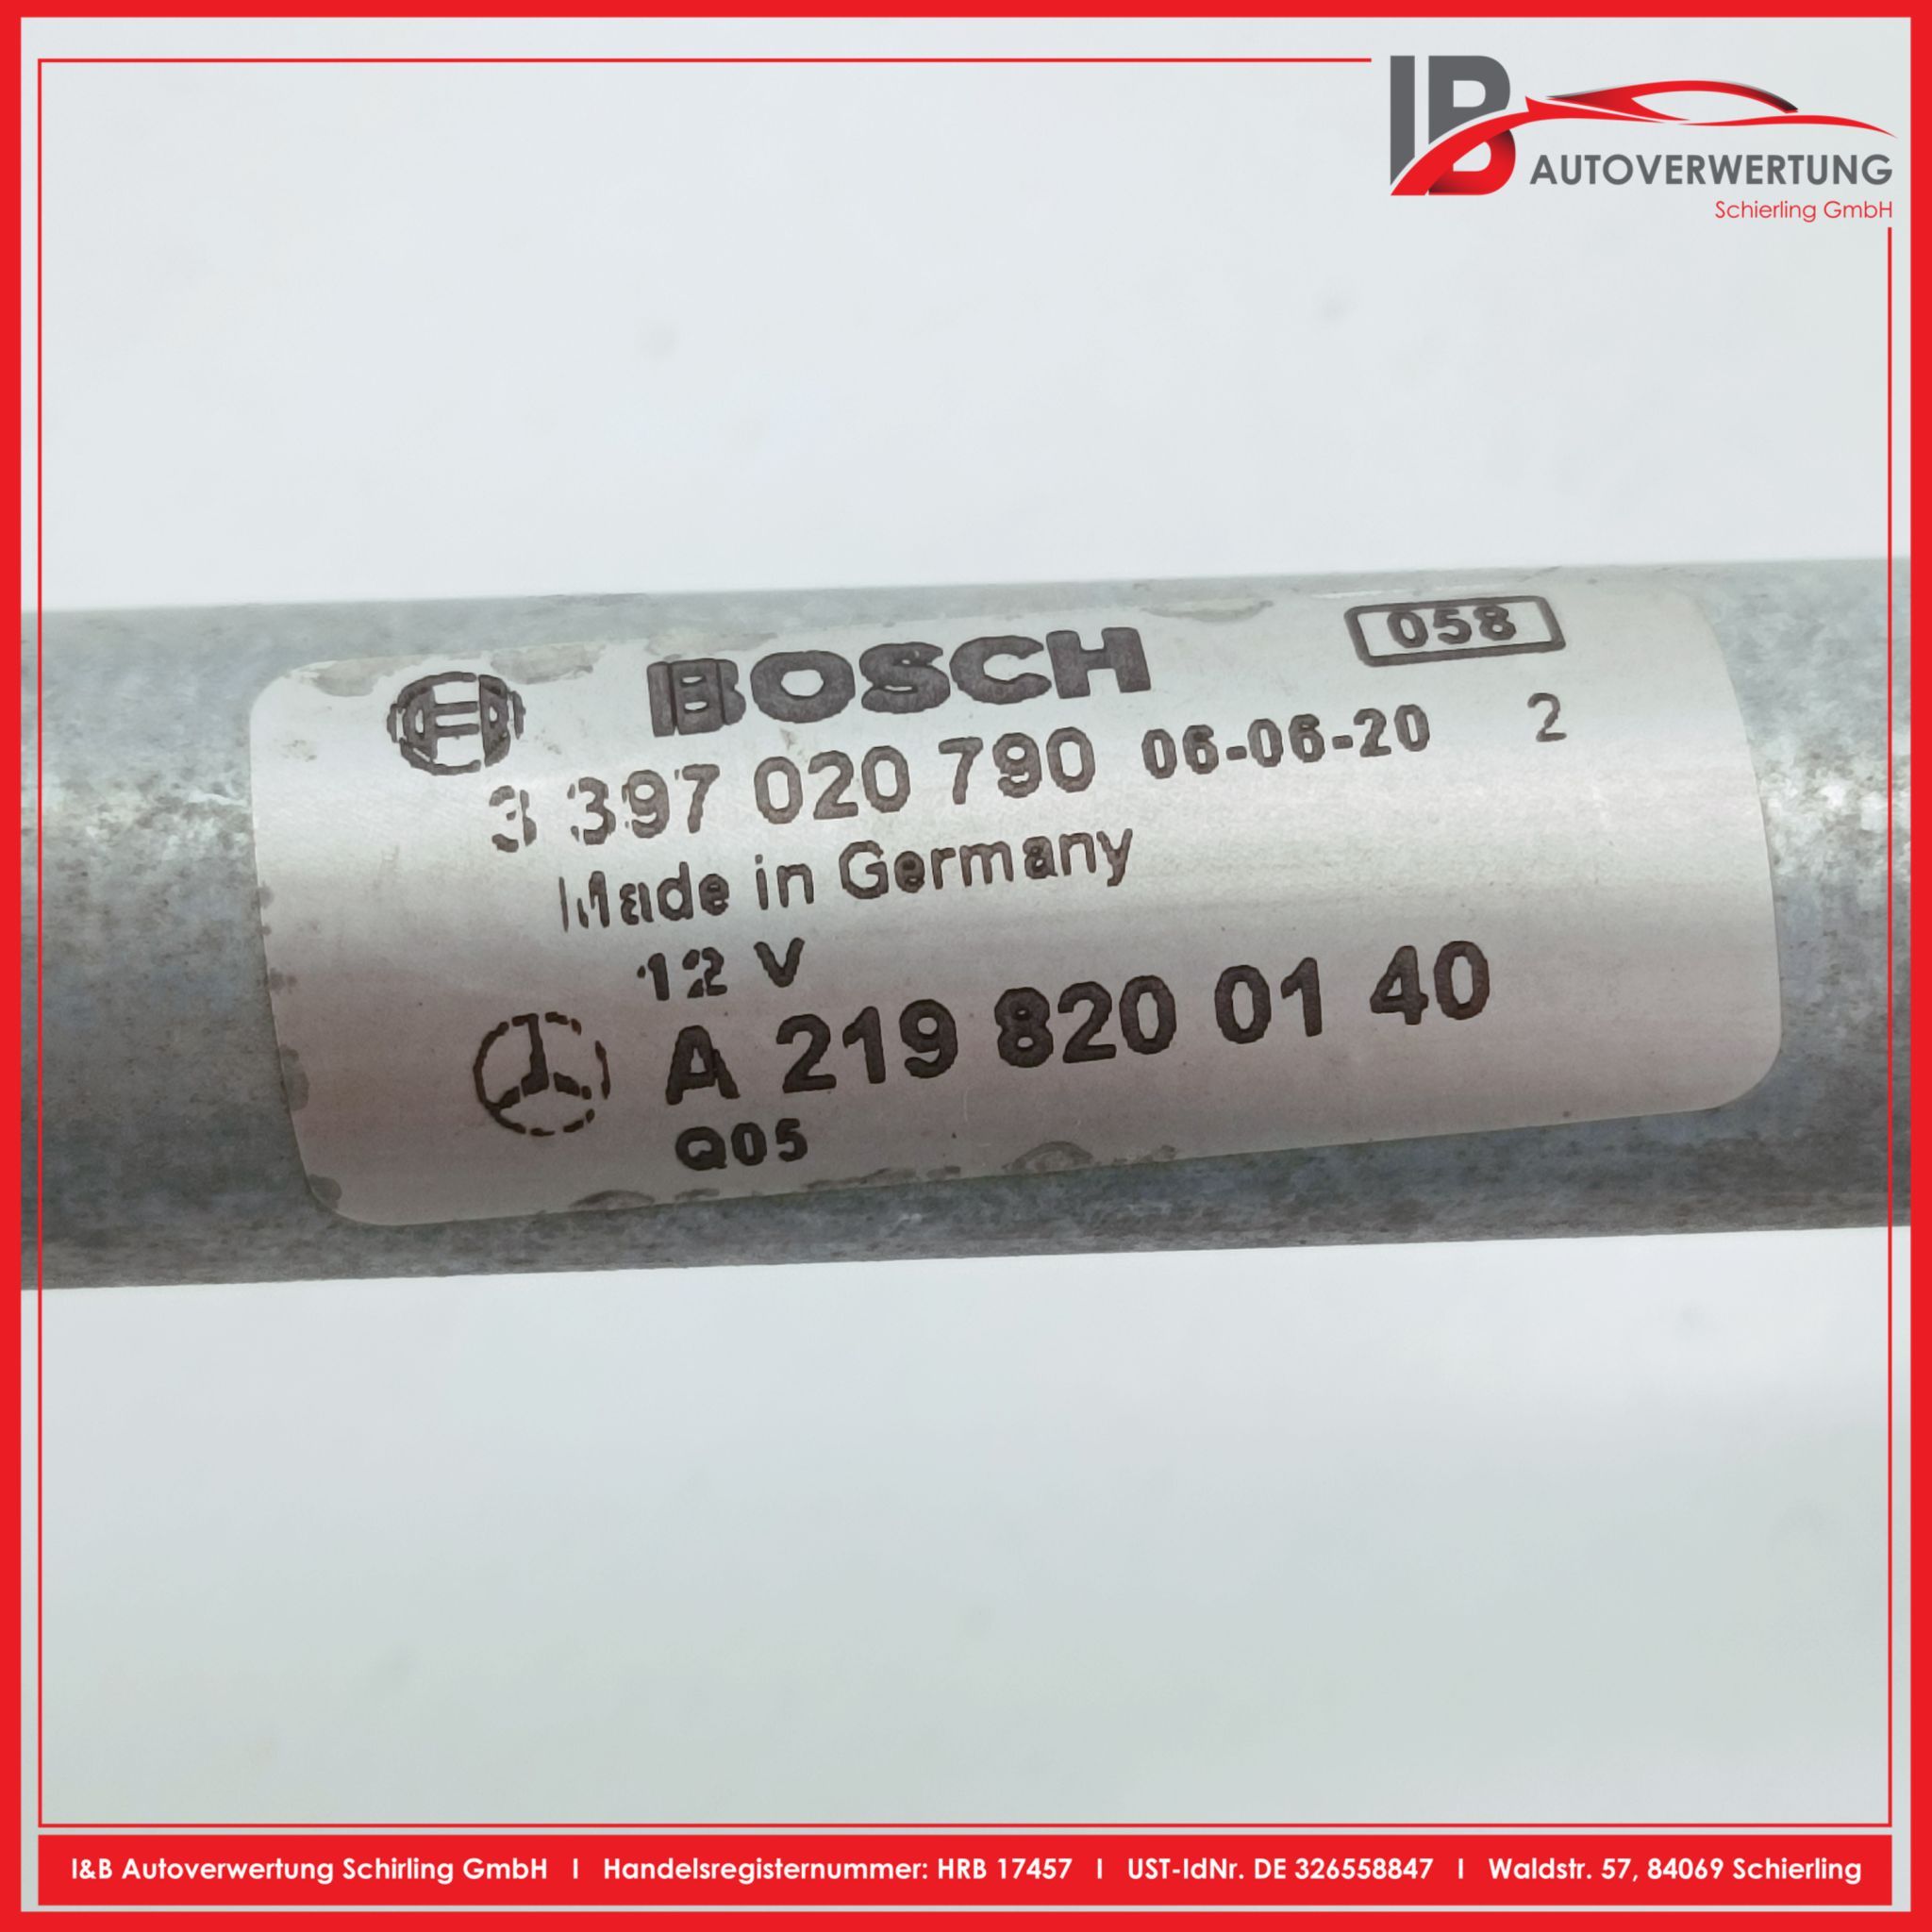 IB
AUTOVERWERTUNG
Schierling GmbH
BOSCH
058
3 397 020 790 06-06-20 2
Made in Germany
12 V
A 219 820 01 40
Q05
I&B Autoverwertung Schirling GmbH I Handelsregisternummer: HRB 17457 I UST-IdNr. DE 326558847 I Waldstr. 57, 84069 Schierling